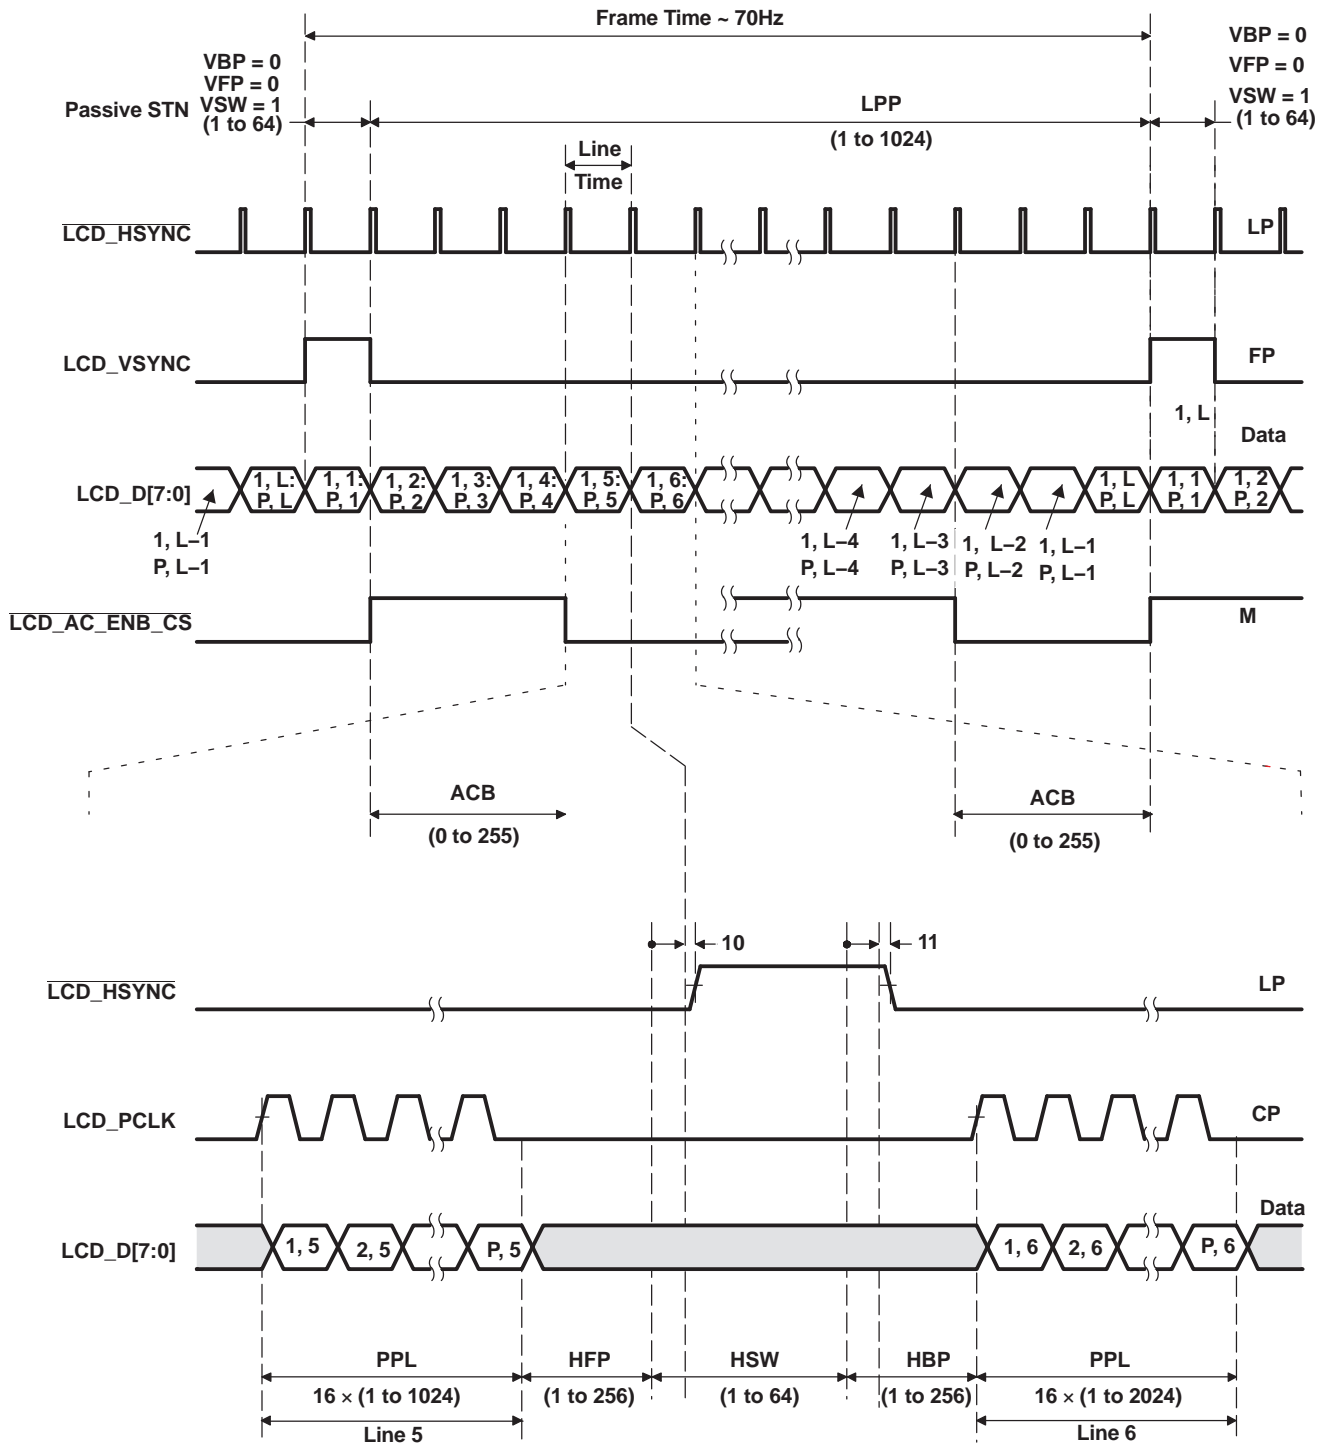 Frame Time ~ 70Hz
VBP = 0
VFP = 0
VSW = 1
(1 to 64)
VBP = 0
VFP = 0
VSW = 1
(1 to 64)
Passive STN
LPP
(1 to 1024)
Line
Time
LCD_HSYNC
LP
LCD_VSYNC
FP
1, L
Data
LCD_D[7:0]
1, L:
P, L
1, 1:
P, 1
1, 2:
P, 2
1, 3:
P, 3
1, 4:
P, 4
1, 5:
P, 5
1, 6:
P, 6
1, L
P, L
1, 1
P, 1
1, 2
P, 2
1, L–1
P, L–1
1, L–4
P, L–4
1, L–3
P, L–3
1, L–2
P, L–2
1, L–1
P, L–1
LCD_AC_ENB_CS
M
ACB
(0 to 255)
ACB
(0 to 255)
10
11
LCD_HSYNC
LP
LCD_PCLK
CP
Data
LCD_D[7:0]
1, 5
2, 5
P, 5
1, 6
2, 6
P, 6
PPL
16 × (1 to 1024)
HFP
(1 to 256)
HSW
(1 to 64)
HBP
(1 to 256)
PPL
16 × (1 to 2024)
Line 5
Line 6